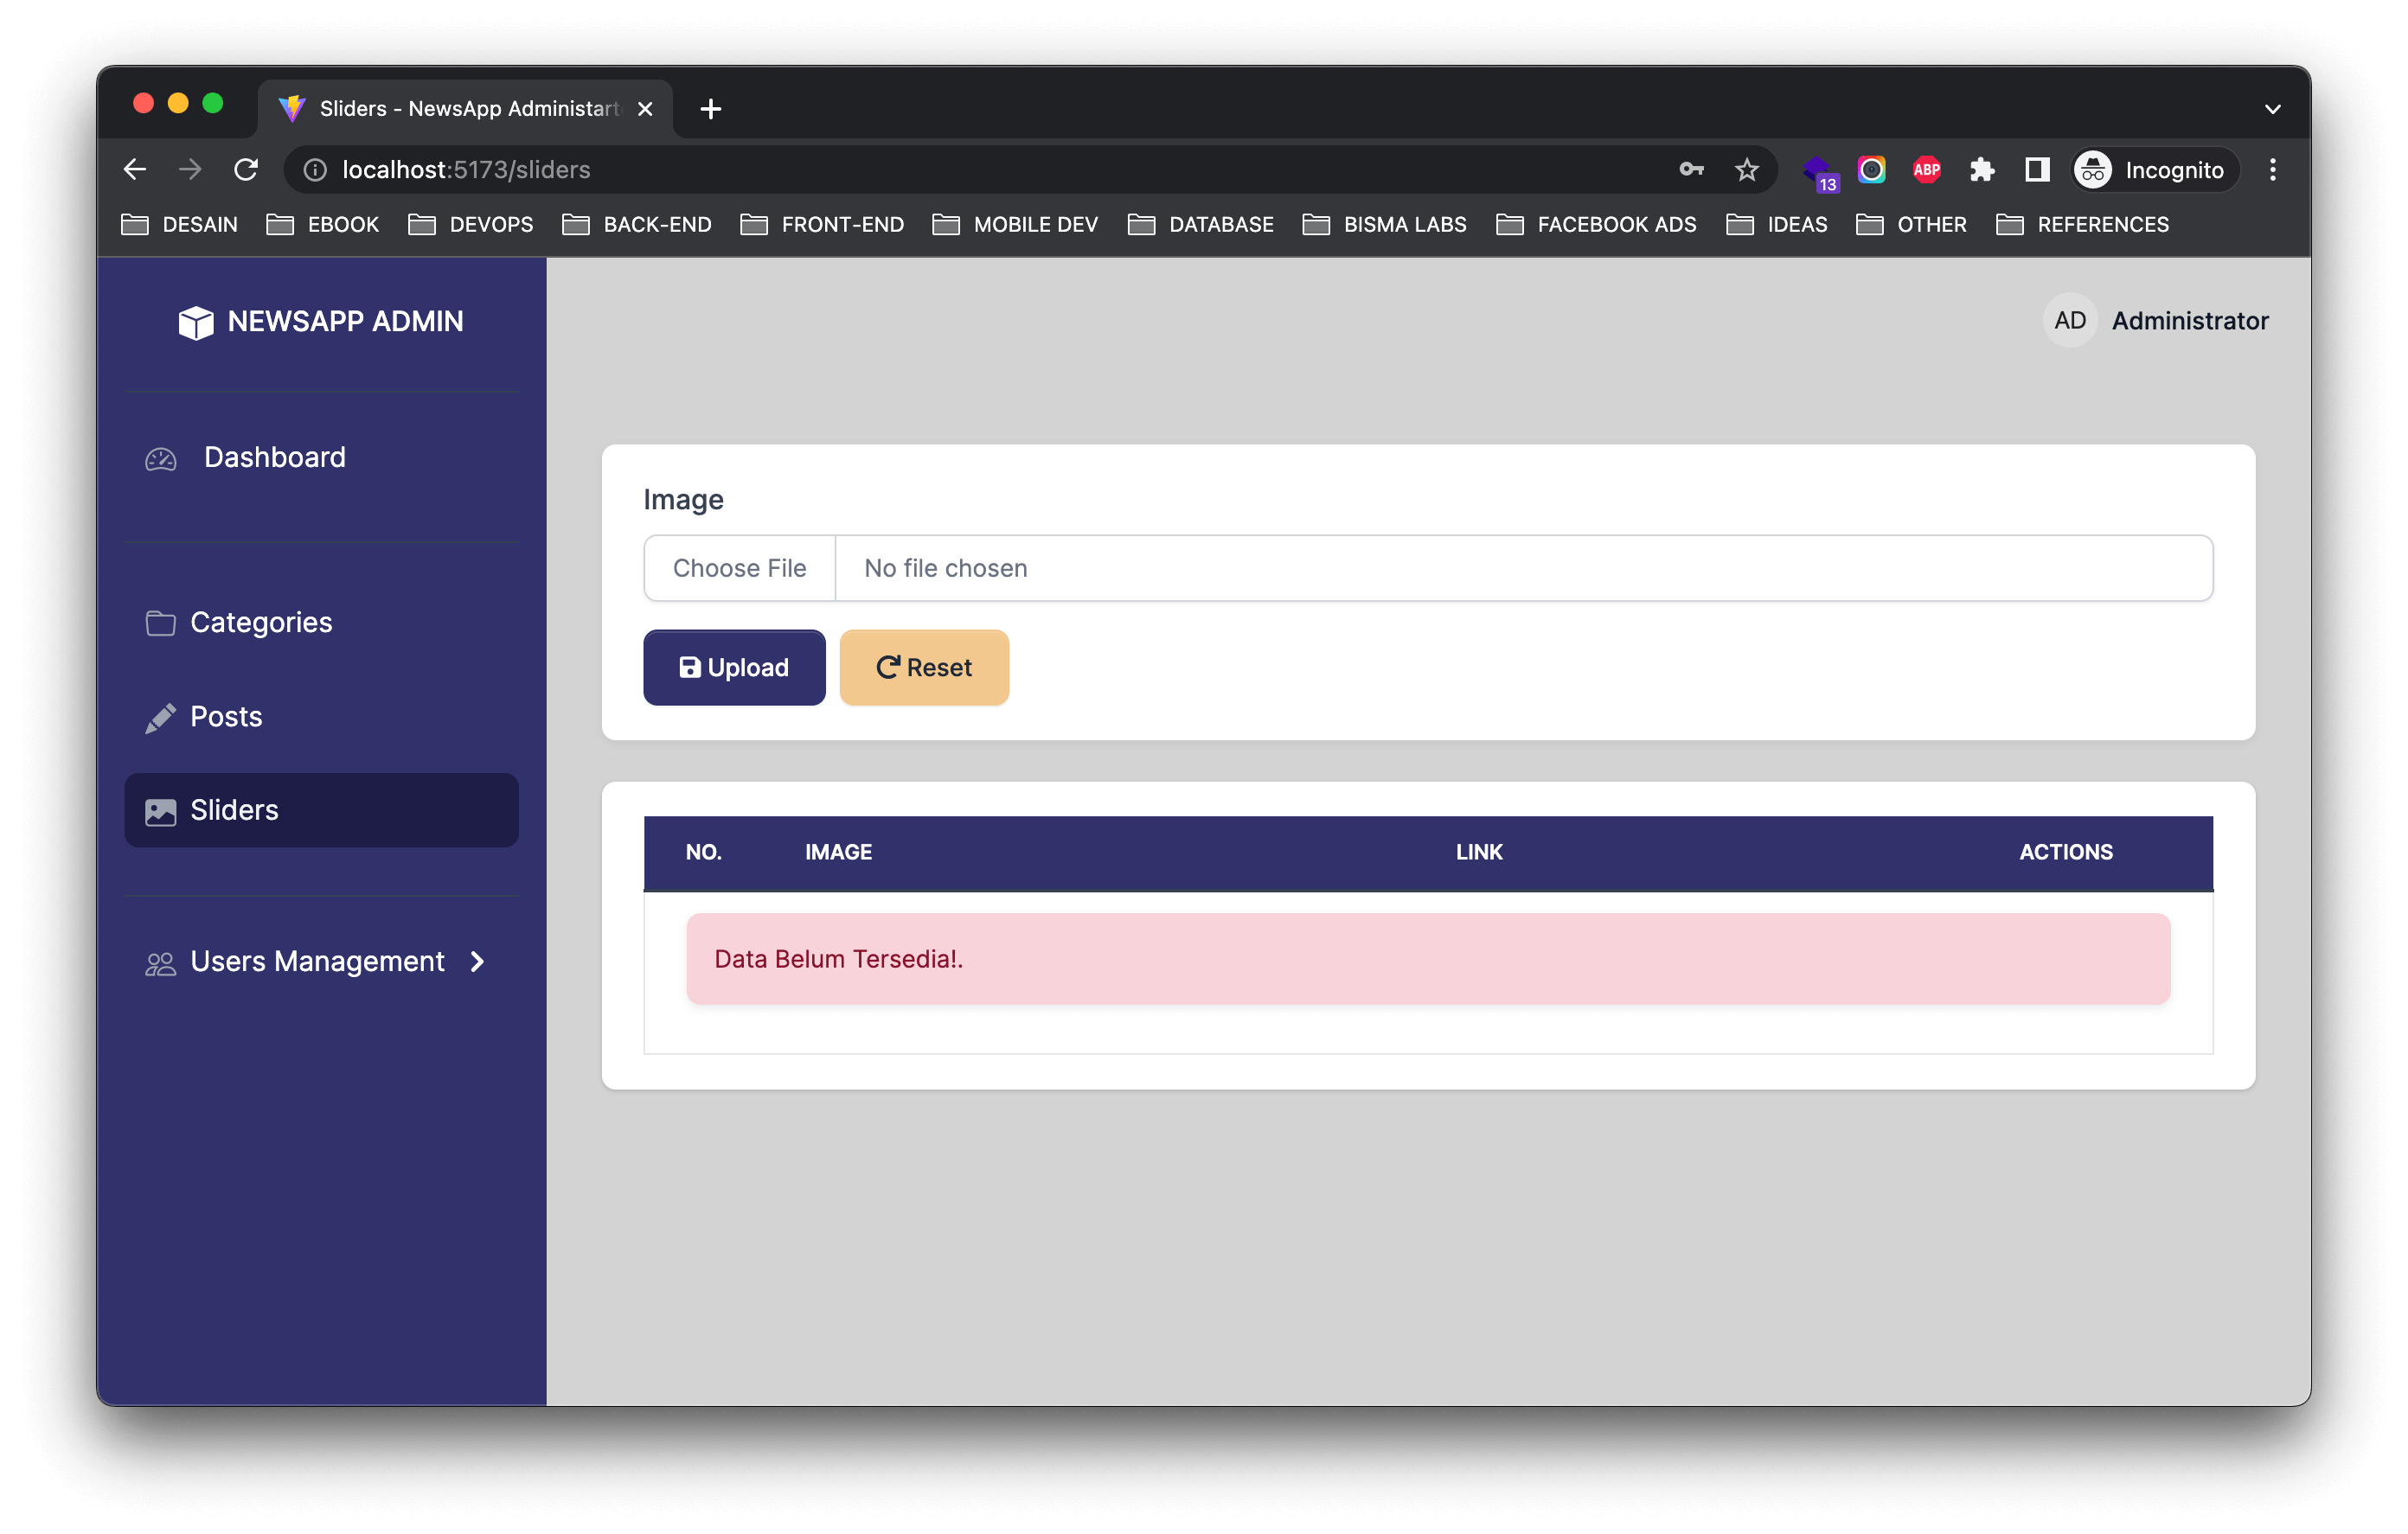 Sliders - NewsApp Administart
localhost:5173/sliders
13
ABP
Incognito
DESAIN EBOOK DEVOPS BACK-END FRONT-END MOBILE DEV DATABASE BISMA LABS FACEBOOK ADS IDEAS OTHER REFERENCES
NEWSAPP ADMIN
AD Administrator
Dashboard
Categories
Posts
Sliders
Users Management
Image
Choose File No file chosen
Upload Reset
NO. IMAGE LINK ACTIONS
Data Belum Tersedia!.